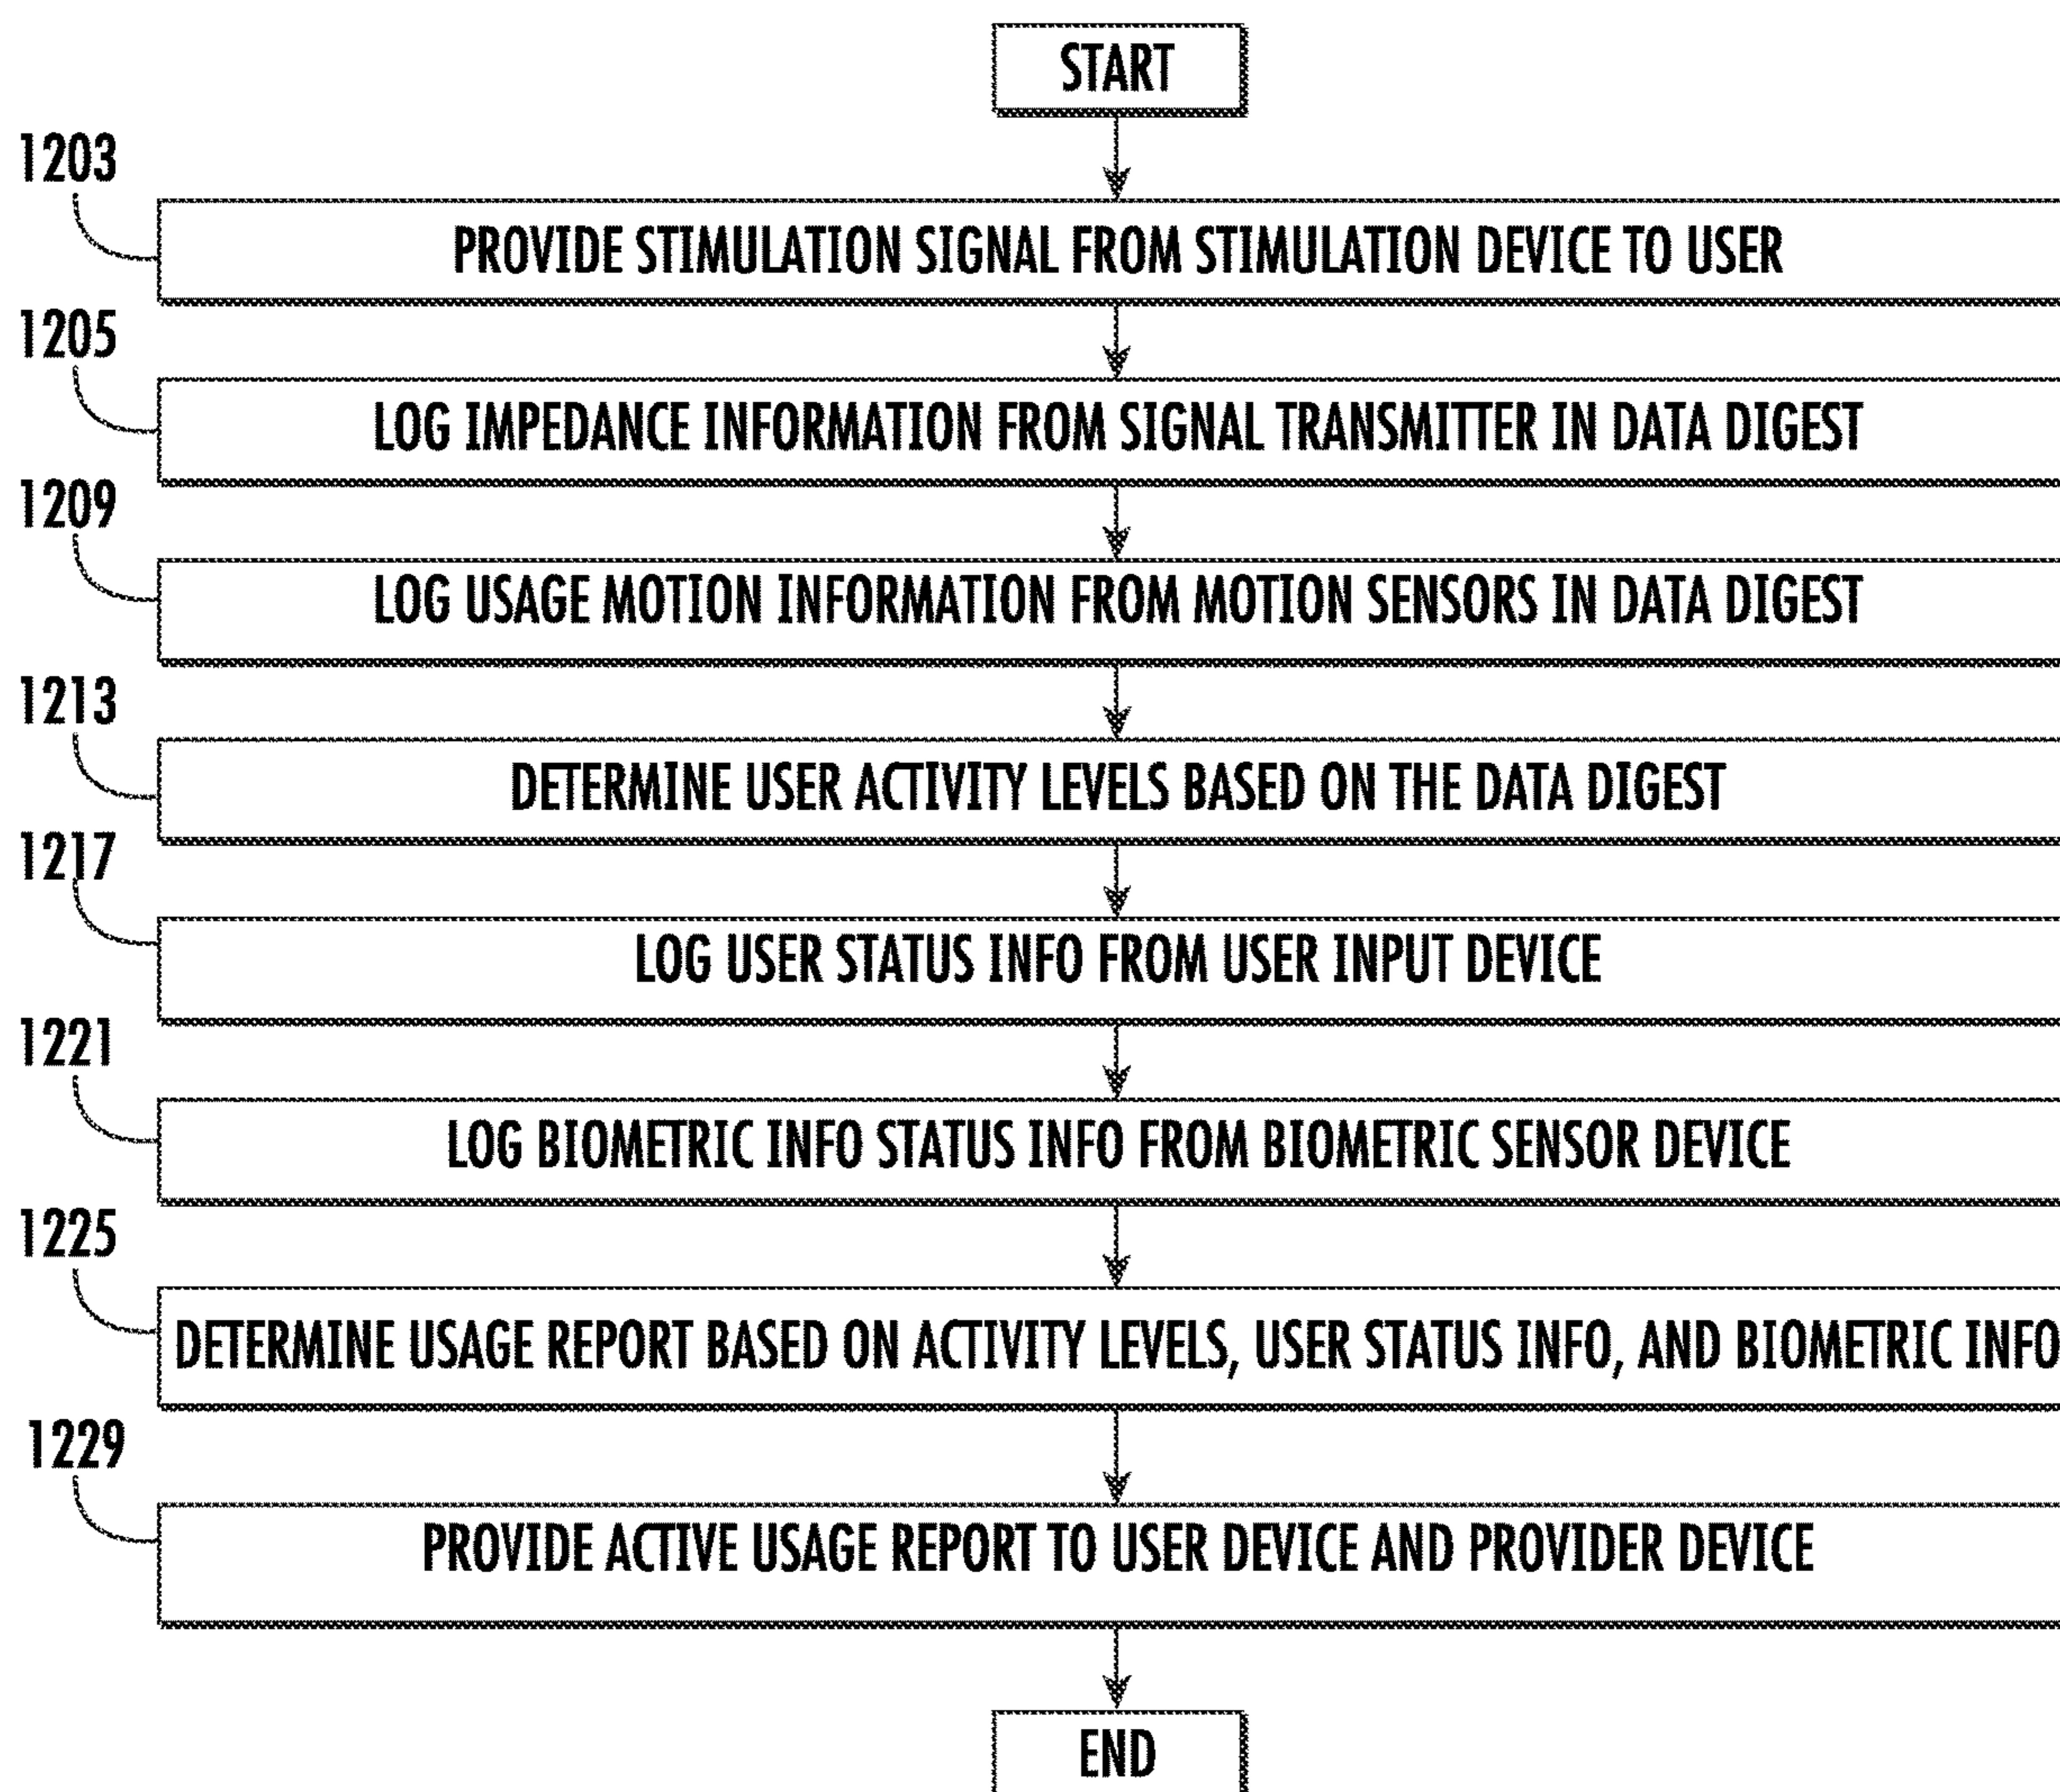 START
1203
PROVIDE STIMULATION SIGNAL FROM STIMULATION DEVICE TO USER
1205
LOG IMPEDANCE INFORMATION FROM SIGNAL TRANSMITTER IN DATA DIGEST
1209
LOG USAGE MOTION INFORMATION FROM MOTION SENSORS IN DATA DIGEST
1213
DETERMINE USER ACTIVITY LEVELS BASED ON THE DATA DIGEST
1217
LOG USER STATUS INFO FROM USER INPUT DEVICE
1221
LOG BIOMETRIC INFO STATUS INFO FROM BIOMETRIC SENSOR DEVICE
1225
DETERMINE USAGE REPORT BASED ON ACTIVITY LEVELS, USER STATUS INFO, AND BIOMETRIC INFO
1229
PROVIDE ACTIVE USAGE REPORT TO USER DEVICE AND PROVIDER DEVICE
END